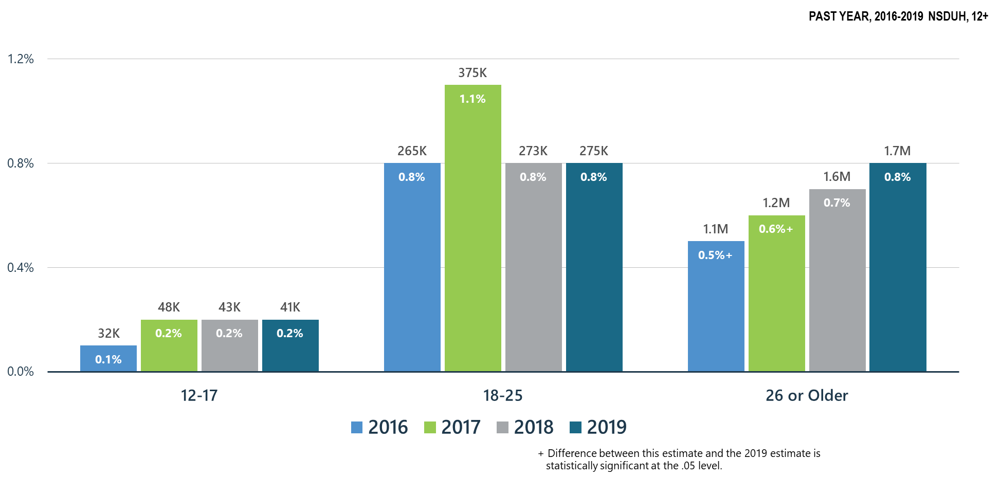 PAST YEAR, 2016-2019 NSDUH, 12+
1.2%
0.8%
0.4%
0.0%
32K
0.1%
48K
0.2%
43K
0.2%
41K
0.2%
265K
0.8%
375K
1.1%
273K
0.8%
275K
0.8%
1.1M
0.5%+
1.2M
0.6%+
1.6M
0.7%
1.7M
0.8%
12-17
18-25
26 or Older
2016 2017 2018 2019
+ Difference between this estimate and the 2019 estimate is
statistically significant at the .05 level.